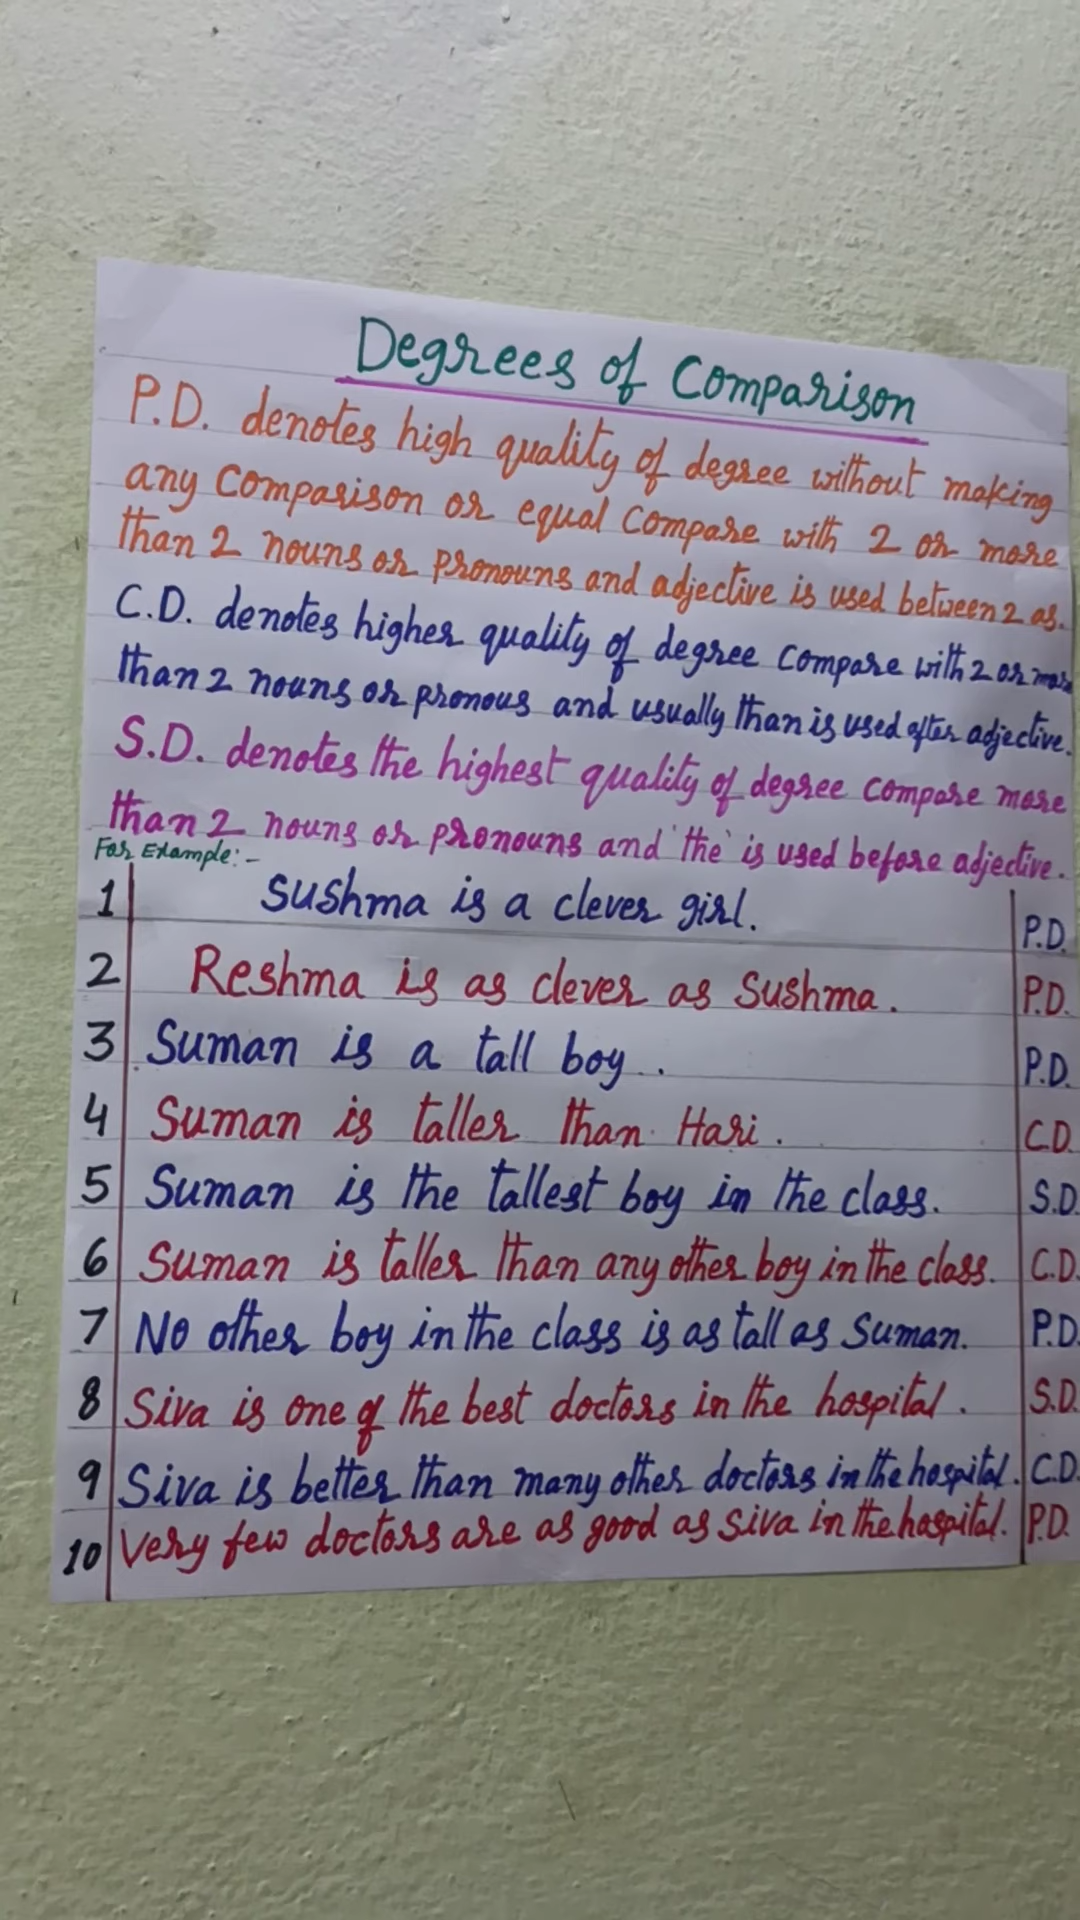 Degrees of Comparison
P.D. denotes high quality of degree without making
any Comparison or equal Compare with 2 or more
than 2 nouns or pronouns and adjective is used between 2 as.
C.D. denotes higher quality of degree Compare with 2 or more
than 2 nouns or pronous and usually than is used after adjective.
S.D. denotes the highest quality of degree Compare more
than 2 nouns or pronouns and 'the' is used before adjective.
For Example:-
1 Sushma is a clever girl. P.D.
2 Reshma is as clever as Sushma. P.D.
3 Suman is a tall boy.. P.D.
4 Suman is taller than Hari. C.D.
5 Suman is the tallest boy in the class. S.D.
6 Suman is taller than any other boy in the class. C.D.
7 No other boy in the class is as tall as Suman. P.D.
8 Siva is one of the best doctors in the hospital. S.D.
9 Siva is better than many other doctors in the hospital. C.D.
10 Very few doctors are as good as Siva in the hospital. P.D.